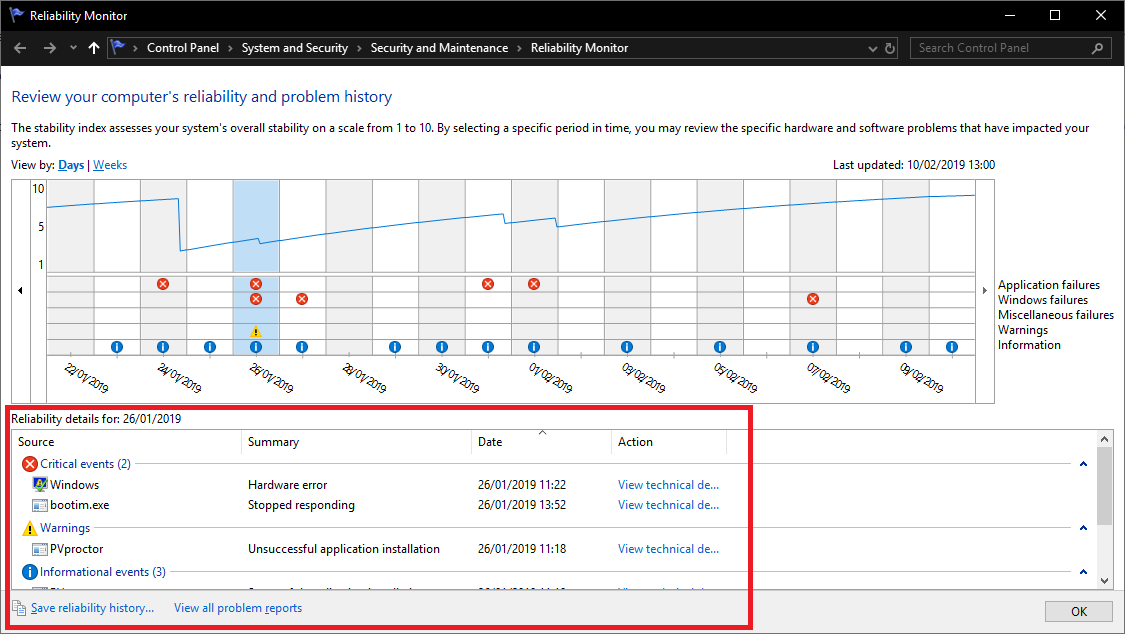 Reliability Monitor
Control Panel > System and Security > Security and Maintenance > Reliability Monitor
Search Control Panel
Review your computer's reliability and problem history
The stability index assesses your system's overall stability on a scale from 1 to 10. By selecting a specific period in time, you may review the specific hardware and software problems that have impacted your
system.
View by: Days | Weeks
Last updated: 10/02/2019 13:00
10
5
1
Application failures
Windows failures
Miscellaneous failures
Warnings
Information
22/01/2019
24/01/2019
26/01/2019
28/01/2019
30/01/2019
01/02/2019
03/02/2019
05/02/2019
07/02/2019
09/02/2019
Reliability details for: 26/01/2019
Source Summary Date Action
Critical events (2)
Windows Hardware error 26/01/2019 11:22 View technical de...
bootim.exe Stopped responding 26/01/2019 13:52 View technical de...
Warnings
PVproctor Unsuccessful application installation 26/01/2019 11:18 View technical de...
Informational events (3)
Save reliability history... View all problem reports
OK